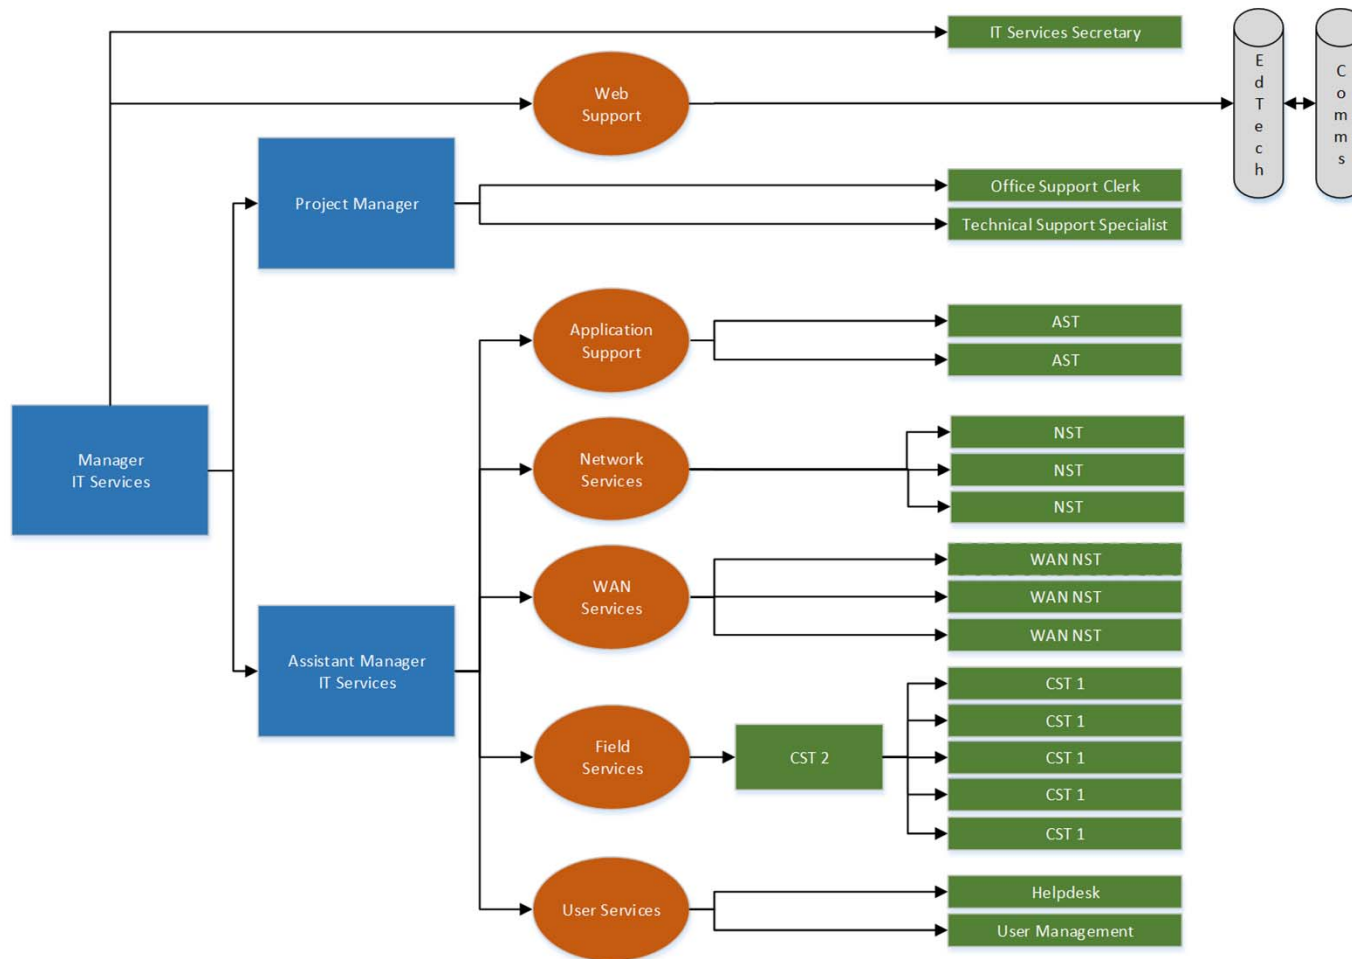 IT Services Secretary
Web
Support
E
d
T
e
c
h
C
o
m
m
s
Project Manager
Office Support Clerk
Technical Support Specialist
Application
Support
AST
AST
Manager
IT Services
Network
Services
NST
NST
NST
WAN
Services
WAN NST
WAN NST
WAN NST
Assistant Manager
IT Services
Field
Services
CST 2
CST 1
CST 1
CST 1
CST 1
CST 1
User Services
Helpdesk
User Management